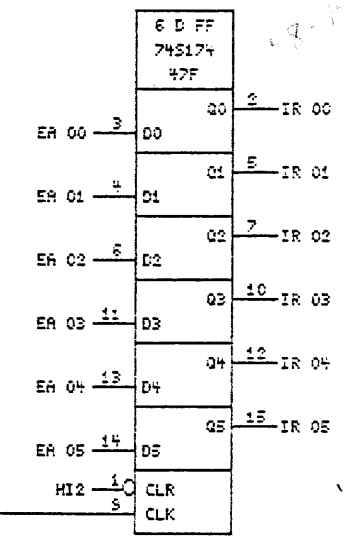 6 D FF
74S174
47F
Q0 2 IR 00
EA 00 3 D0
Q1 5 IR 01
EA 01 4 D1
Q2 7 IR 02
EA 02 6 D2
Q3 10 IR 03
EA 03 11 D3
Q4 12 IR 04
EA 04 13 D4
Q5 15 IR 05
EA 05 14 D5
HI2 1 CLR
9 CLK